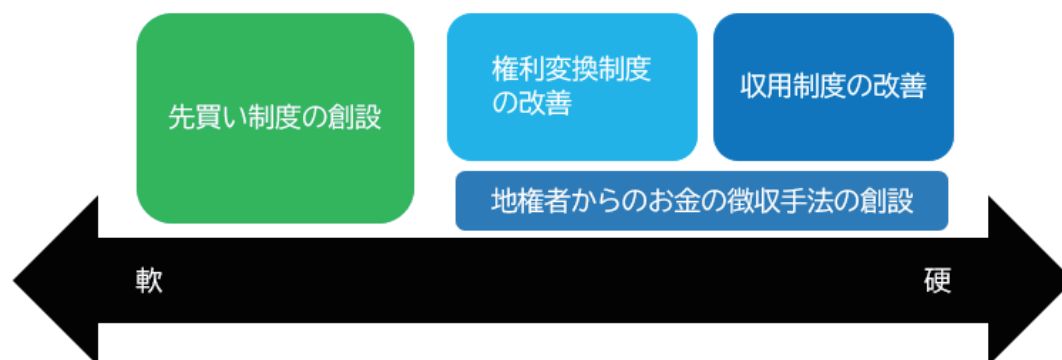 先買い制度の創設
権利変換制度
の改善
収用制度の改善
地権者からのお金の徴収手法の創設
軟
硬